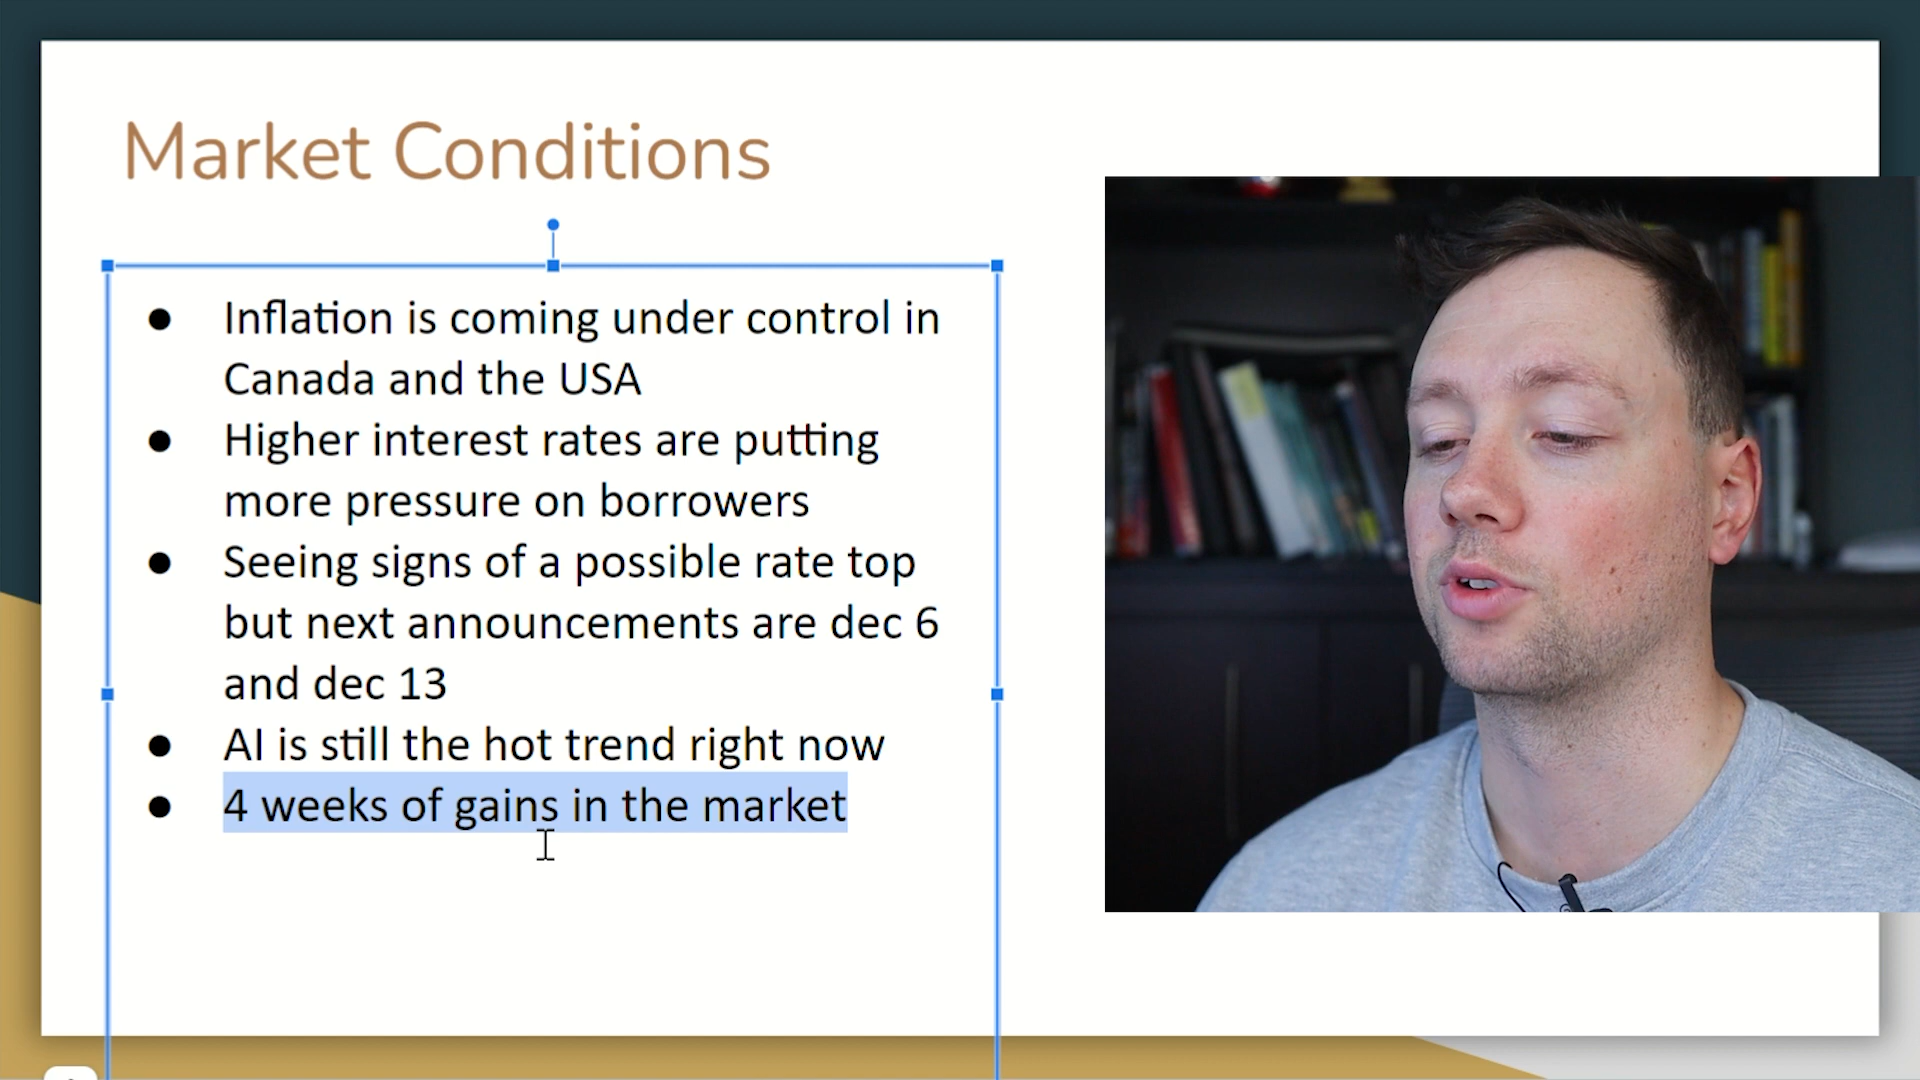 Market Conditions
Inflation is coming under control in
Canada and the USA
Higher interest rates are putting
more pressure on borrowers
Seeing signs of a possible rate top
but next announcements are dec 6
and dec 13
AI is still the hot trend right now
4 weeks of gains in the market